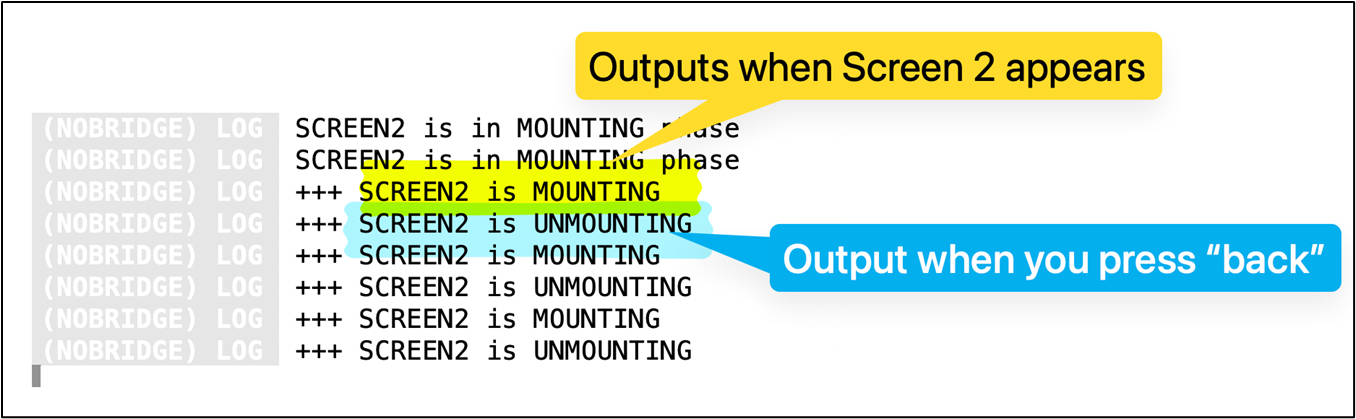 Outputs when Screen 2 appears
(NOBRIDGE) LOG SCREEN2 is in MOUNTING phase
(NOBRIDGE) LOG SCREEN2 is in MOUNTING phase
(NOBRIDGE) LOG +++ SCREEN2 is MOUNTING
(NOBRIDGE) LOG +++ SCREEN2 is UNMOUNTING
(NOBRIDGE) LOG +++ SCREEN2 is MOUNTING
Output when you press “back”
(NOBRIDGE) LOG +++ SCREEN2 is UNMOUNTING
(NOBRIDGE) LOG +++ SCREEN2 is MOUNTING
(NOBRIDGE) LOG +++ SCREEN2 is UNMOUNTING